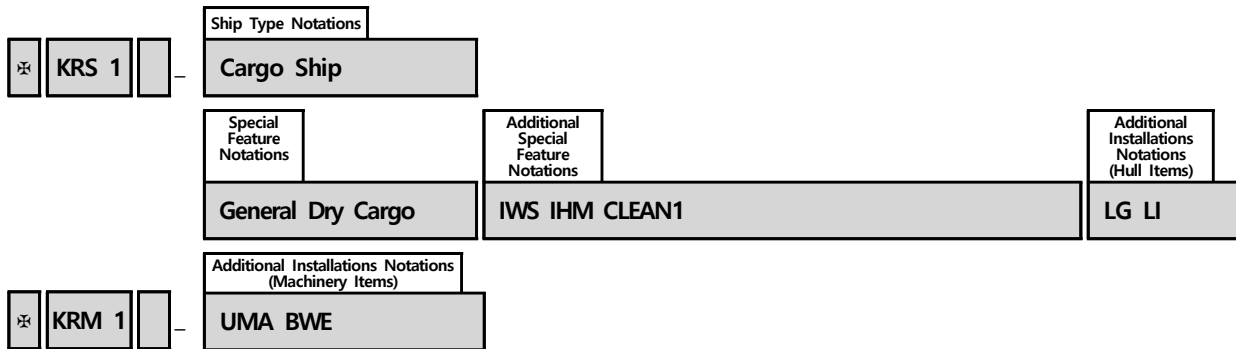 Ship Type Notations
✠ KRS 1 _ Cargo Ship
Special
Feature
Notations
Additional
Special
Feature
Notations
Additional
Installations
Notations
(Hull Items)
General Dry Cargo IWS IHM CLEAN1 LG LI
Additional Installations Notations
(Machinery Items)
✠ KRM 1 _ UMA BWE